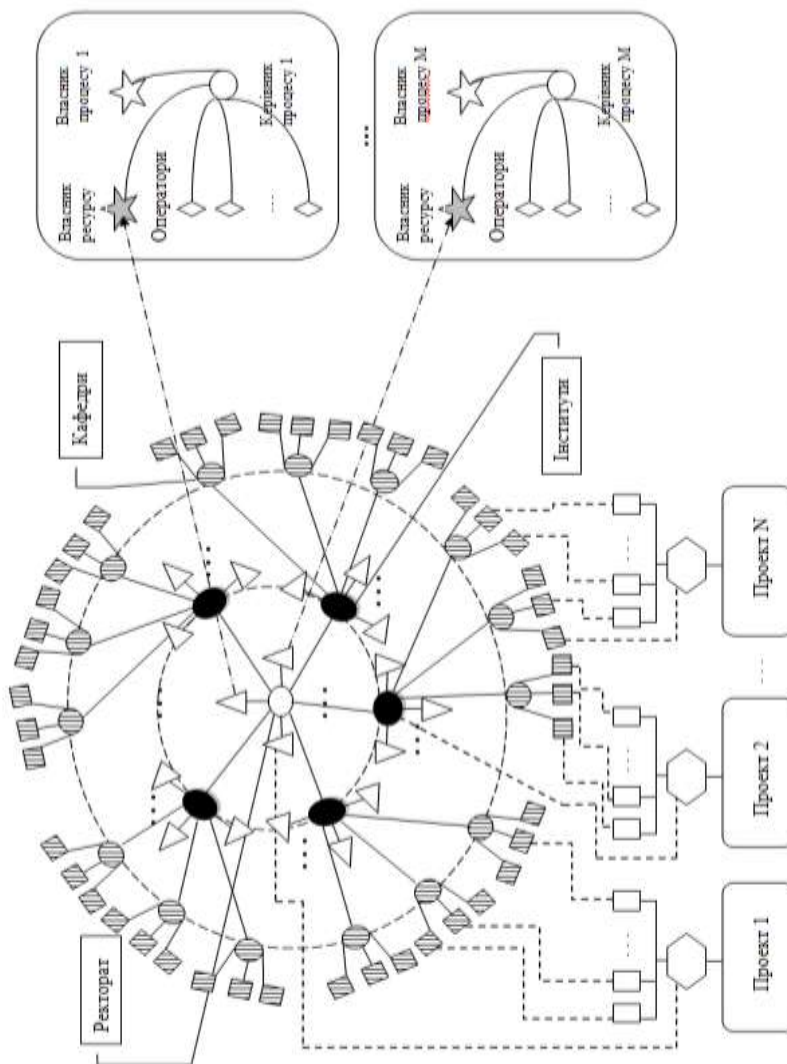 Ректорат
Кафедри
Власник
ресурсу
Власник
процесу 1
Оператори
Керівник
процесу 1
...
Інститути
Власник
ресурсу
Власник
процесу М
Оператори
Керівник
процесу М
Проект 1
Проект 2
Проект N